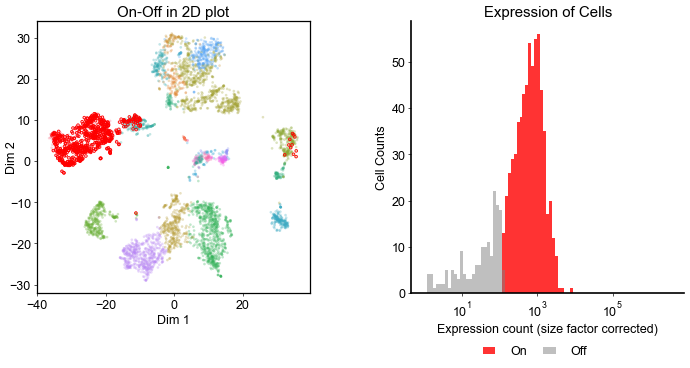 On-Off in 2D plot
30
20
10
0
−10
−20
−30
Dim 2
−40
−20
0
20
Dim 1
Expression of Cells
50
40
30
20
10
0
Cell Counts
10^1
10^3
10^5
Expression count (size factor corrected)
On
Off